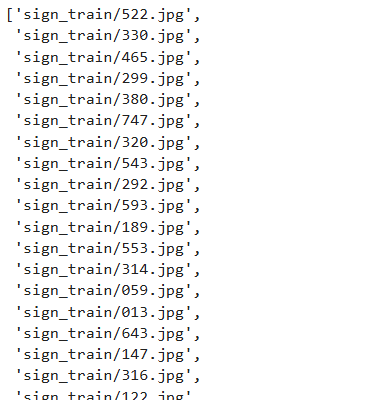 ['sign_train/522.jpg',
'sign_train/330.jpg',
'sign_train/465.jpg',
'sign_train/299.jpg',
'sign_train/380.jpg',
'sign_train/747.jpg',
'sign_train/320.jpg',
'sign_train/543.jpg',
'sign_train/292.jpg',
'sign_train/593.jpg',
'sign_train/189.jpg',
'sign_train/553.jpg',
'sign_train/314.jpg',
'sign_train/059.jpg',
'sign_train/013.jpg',
'sign_train/643.jpg',
'sign_train/147.jpg',
'sign_train/316.jpg',
'sign_train/122.jpg'